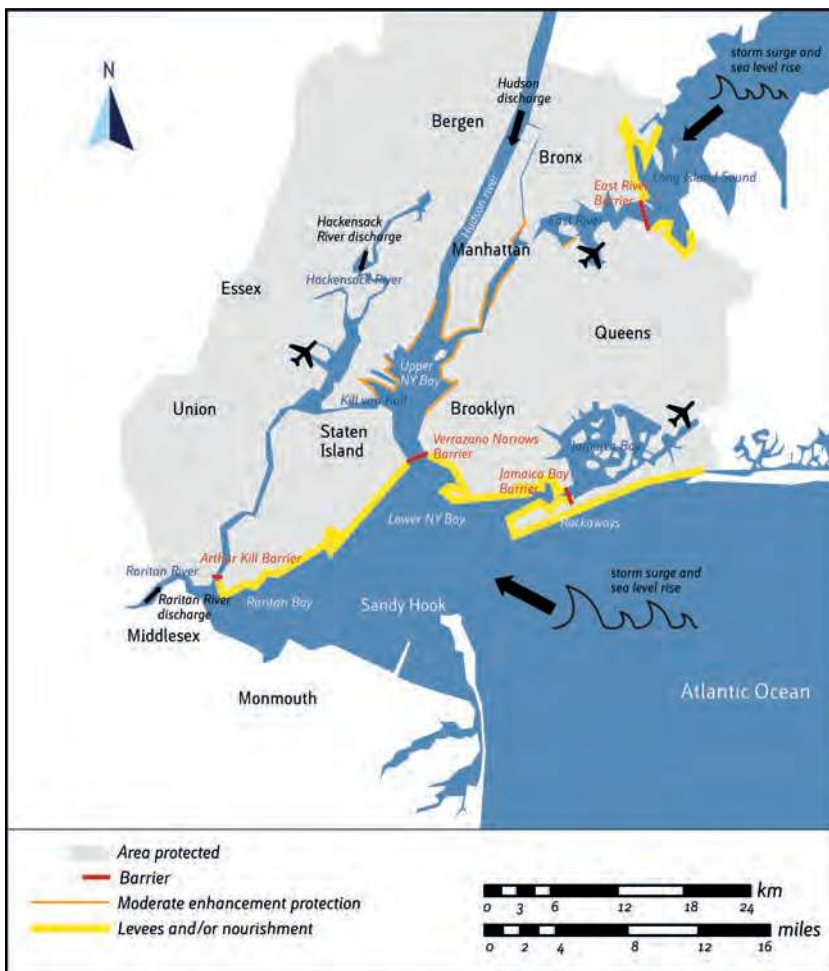 N
storm surge and
sea level rise
Hudson
discharge
Bergen
Bronx
Long Island Sound
East River
Barrier
East River
Hudson river
Hackensack
River discharge
Manhattan
Hackensack River
Essex
Queens
Upper
NY Bay
Kill van Kull
Union
Brooklyn
Staten
Island
Verrazano Narrows
Barrier
Jamaica Bay
Jamaica Bay
Barrier
Lower NY Bay
Rockaways
Arthur Kill Barrier
Raritan River
Raritan River
discharge
Raritan Bay
Sandy Hook
storm surge and
sea level rise
Middlesex
Monmouth
Atlantic Ocean
Area protected
Barrier
Moderate enhancement protection
Levees and/or nourishment
km
0 3 6 12 18 24
miles
0 2 4 8 12 16